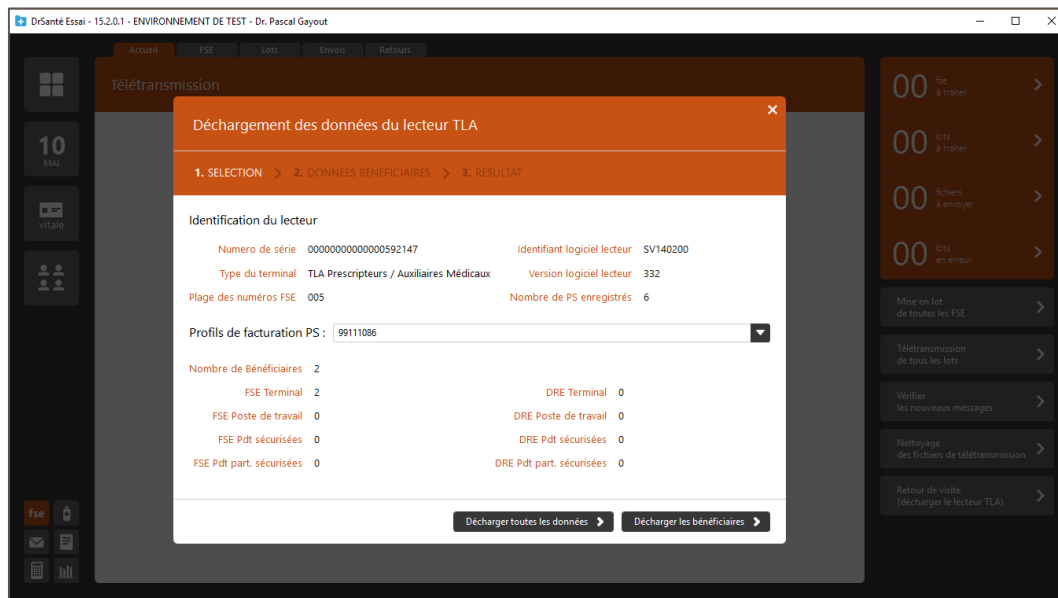 DrSanté Essai - 15.2.0.1 - ENVIRONNEMENT DE TEST - Dr. Pascal Gayout
Accueil FSE Lots Envois Retours
Télétransmission
10
MAI
vitale
fse
Déchargement des données du lecteur TLA
1. SELECTION > 2. DONNEES BENEFICIAIRES > 3. RESULTAT
Identification du lecteur
Numero de série 00000000000000592147 Identifiant logiciel lecteur SV140200
Type du terminal TLA Prescripteurs / Auxiliaires Médicaux Version logiciel lecteur 332
Plage des numéros FSE 005 Nombre de PS enregistrés 6
Profils de facturation PS : 99111086
Nombre de Bénéficiaires 2
FSE Terminal 2 DRE Terminal 0
FSE Poste de travail 0 DRE Poste de travail 0
FSE Pdt sécurisées 0 DRE Pdt sécurisées 0
FSE Pdt part. sécurisées 0 DRE Pdt part. sécurisées 0
Décharger toutes les données Décharger les bénéficiaires
00 fse
à traiter
00 lots
à traiter
00 fichiers
à envoyer
00 lots
en erreur
Mise en lot
de toutes les FSE
Télétransmission
de tous les lots
Vérifier
les nouveaux messages
Nettoyage
des fichiers de télétransmission
Retour de visite
(décharger le lecteur TLA)